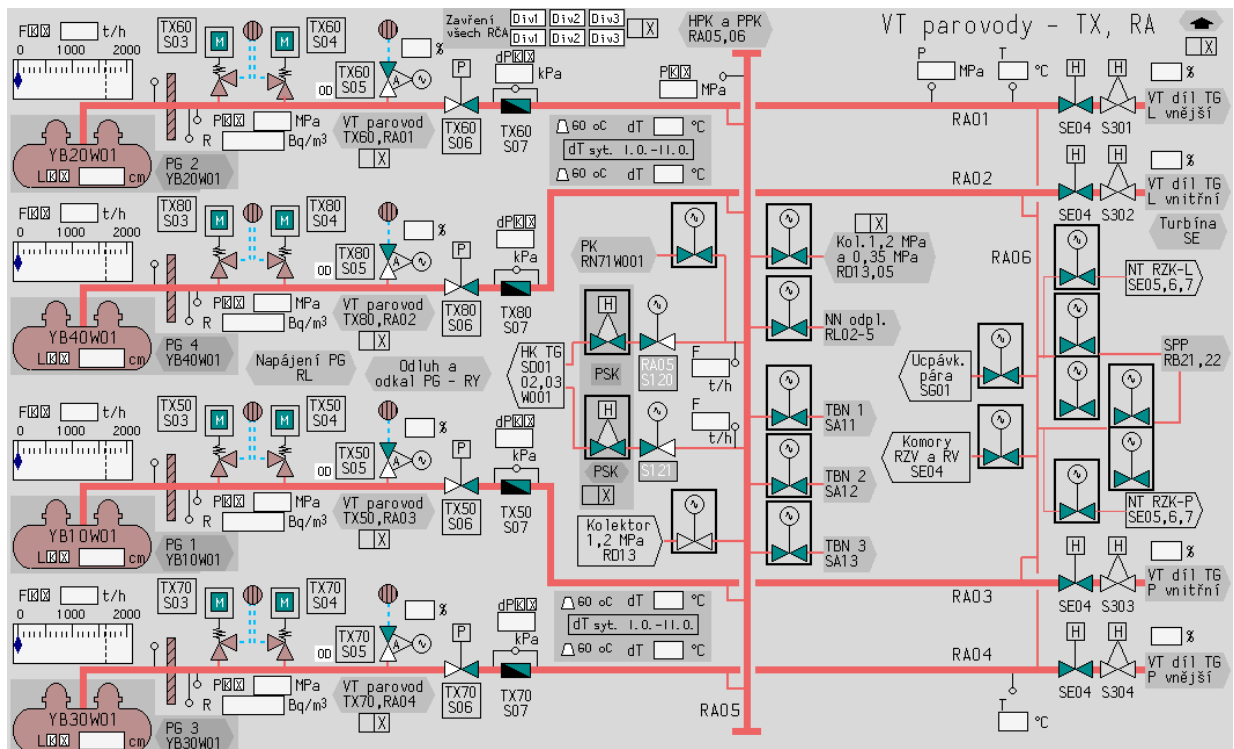 VT parovody - TX, RA
Zavření
všech RČA
Div1 Div2 Div3
Div1 Div2 Div3
X
HPK a PPK
RA05,06
X
F K X t/h
0 1000 2000
TX60
S03
M
M
TX60
S04
TX60
S05
OD
A
%
P
TX60
S06
dP K X
kPa
TX60
S07
P K X
MPa
P K X MPa
R Bq/m³
VT parovod
TX60,RA01
X
YB20W01
L K X cm
PG 2
YB20W01
60 oC dT °C
dT syt. I.O.-II.O.
60 oC dT °C
P
MPa
T
°C
RA01
H
SE04
H
S301
%
VT díl TG
L vnější
F K X t/h
0 1000 2000
TX80
S03
M
M
TX80
S04
TX80
S05
OD
A
%
P
TX80
S06
dP K X
kPa
TX80
S07
P K X MPa
R Bq/m³
VT parovod
TX80,RA02
X
YB40W01
L K X cm
PG 4
YB40W01
RA02
H
SE04
H
S302
%
VT díl TG
L vnitřní
Turbína
SE
RA06
PK
RN71W001
X
Kol.1,2 MPa
a 0,35 MPa
RD13,05
NN odpl.
RL02-5
NT RZK-L
SE05,6,7
SPP
RB21,22
Ucpávk.
pára
SG01
Napájení PG
RL
Odluh a
odkal PG - RY
HK TG
SD01
02,03
W001
H
PSK
RA05
S120
F
t/h
H
PSK
X
S121
F
t/h
TBN 1
SA11
TBN 2
SA12
TBN 3
SA13
Komory
RZV a RV
SE04
NT RZK-P
SE05,6,7
Kolektor
1,2 MPa
RD13
F K X t/h
0 1000 2000
TX50
S03
M
M
TX50
S04
TX50
S05
OD
A
%
P
TX50
S06
dP K X
kPa
TX50
S07
P K X MPa
R Bq/m³
VT parovod
TX50,RA03
X
YB10W01
L K X cm
PG 1
YB10W01
RA03
H
SE04
H
S303
%
VT díl TG
P vnitřní
F K X t/h
0 1000 2000
TX70
S03
M
M
TX70
S04
TX70
S05
OD
A
%
P
TX70
S06
dP K X
kPa
TX70
S07
60 oC dT °C
dT syt. I.O.-II.O.
60 oC dT °C
P K X MPa
R Bq/m³
VT parovod
TX70,RA04
X
YB30W01
L K X cm
PG 3
YB30W01
RA05
RA04
T
°C
H
SE04
H
S304
%
VT díl TG
P vnější